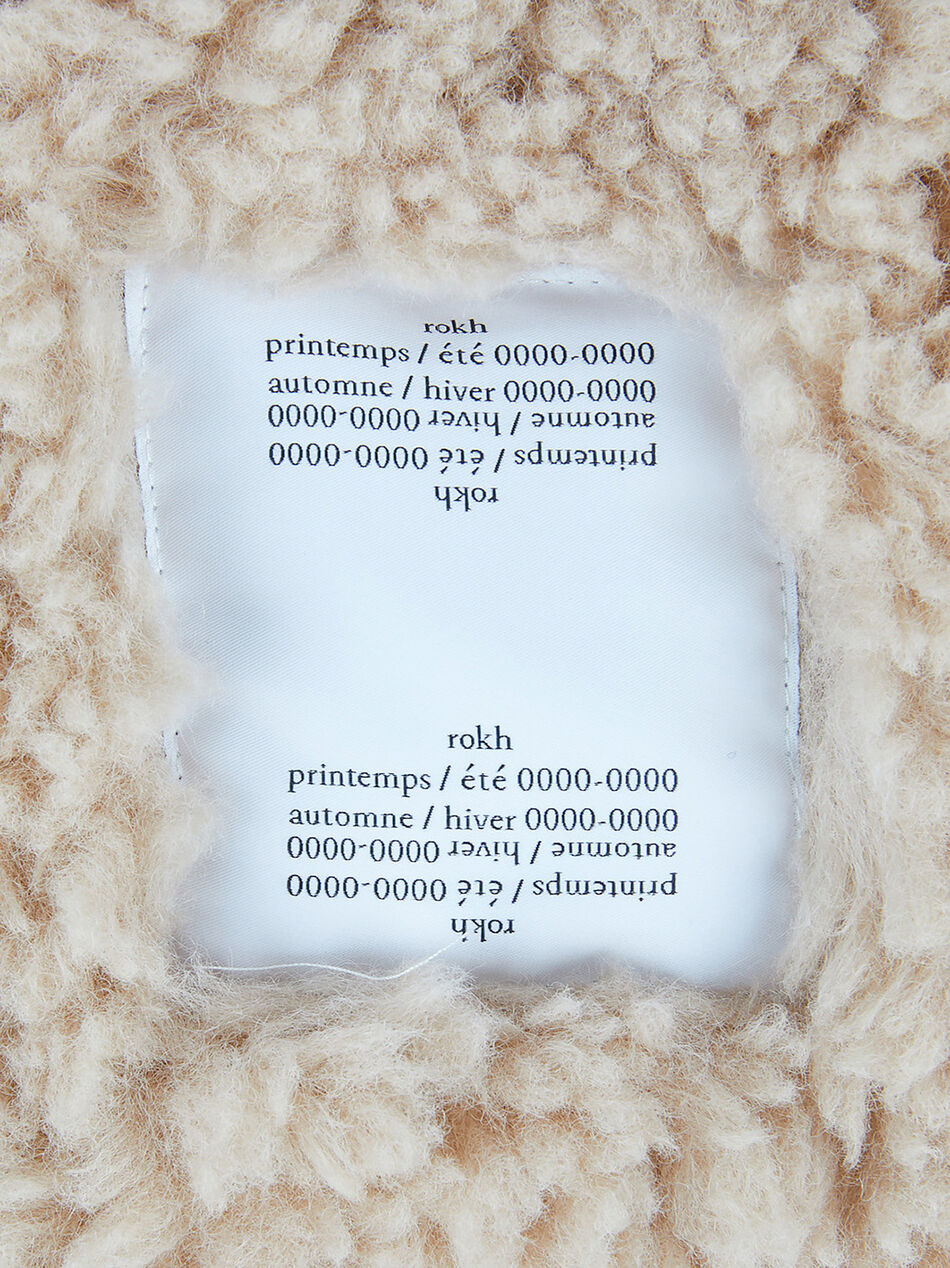 rokh
printemps / été 0000-0000
automne / hiver 0000-0000
automne / hiver 0000-0000
printemps / été 0000-0000
rokh
rokh
printemps / été 0000-0000
automne / hiver 0000-0000
automne / hiver 0000-0000
printemps / été 0000-0000
rokh